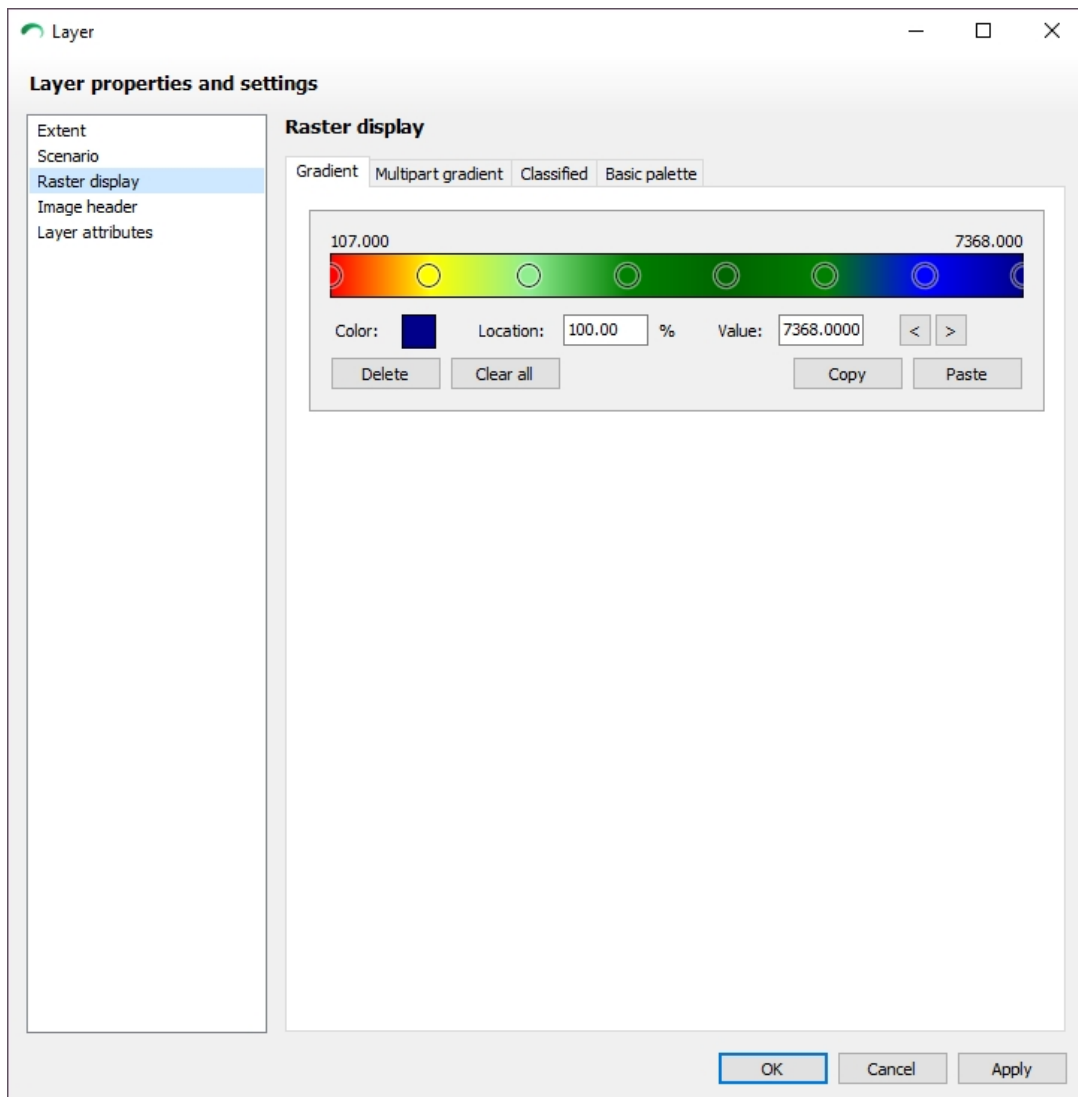 Layer
Layer properties and settings
Extent
Scenario
Raster display
Image header
Layer attributes
Raster display
Gradient Multipart gradient Classified Basic palette
107.000 7368.000
Color: Location: 100.00 % Value: 7368.0000 < >
Delete Clear all Copy Paste
OK Cancel Apply